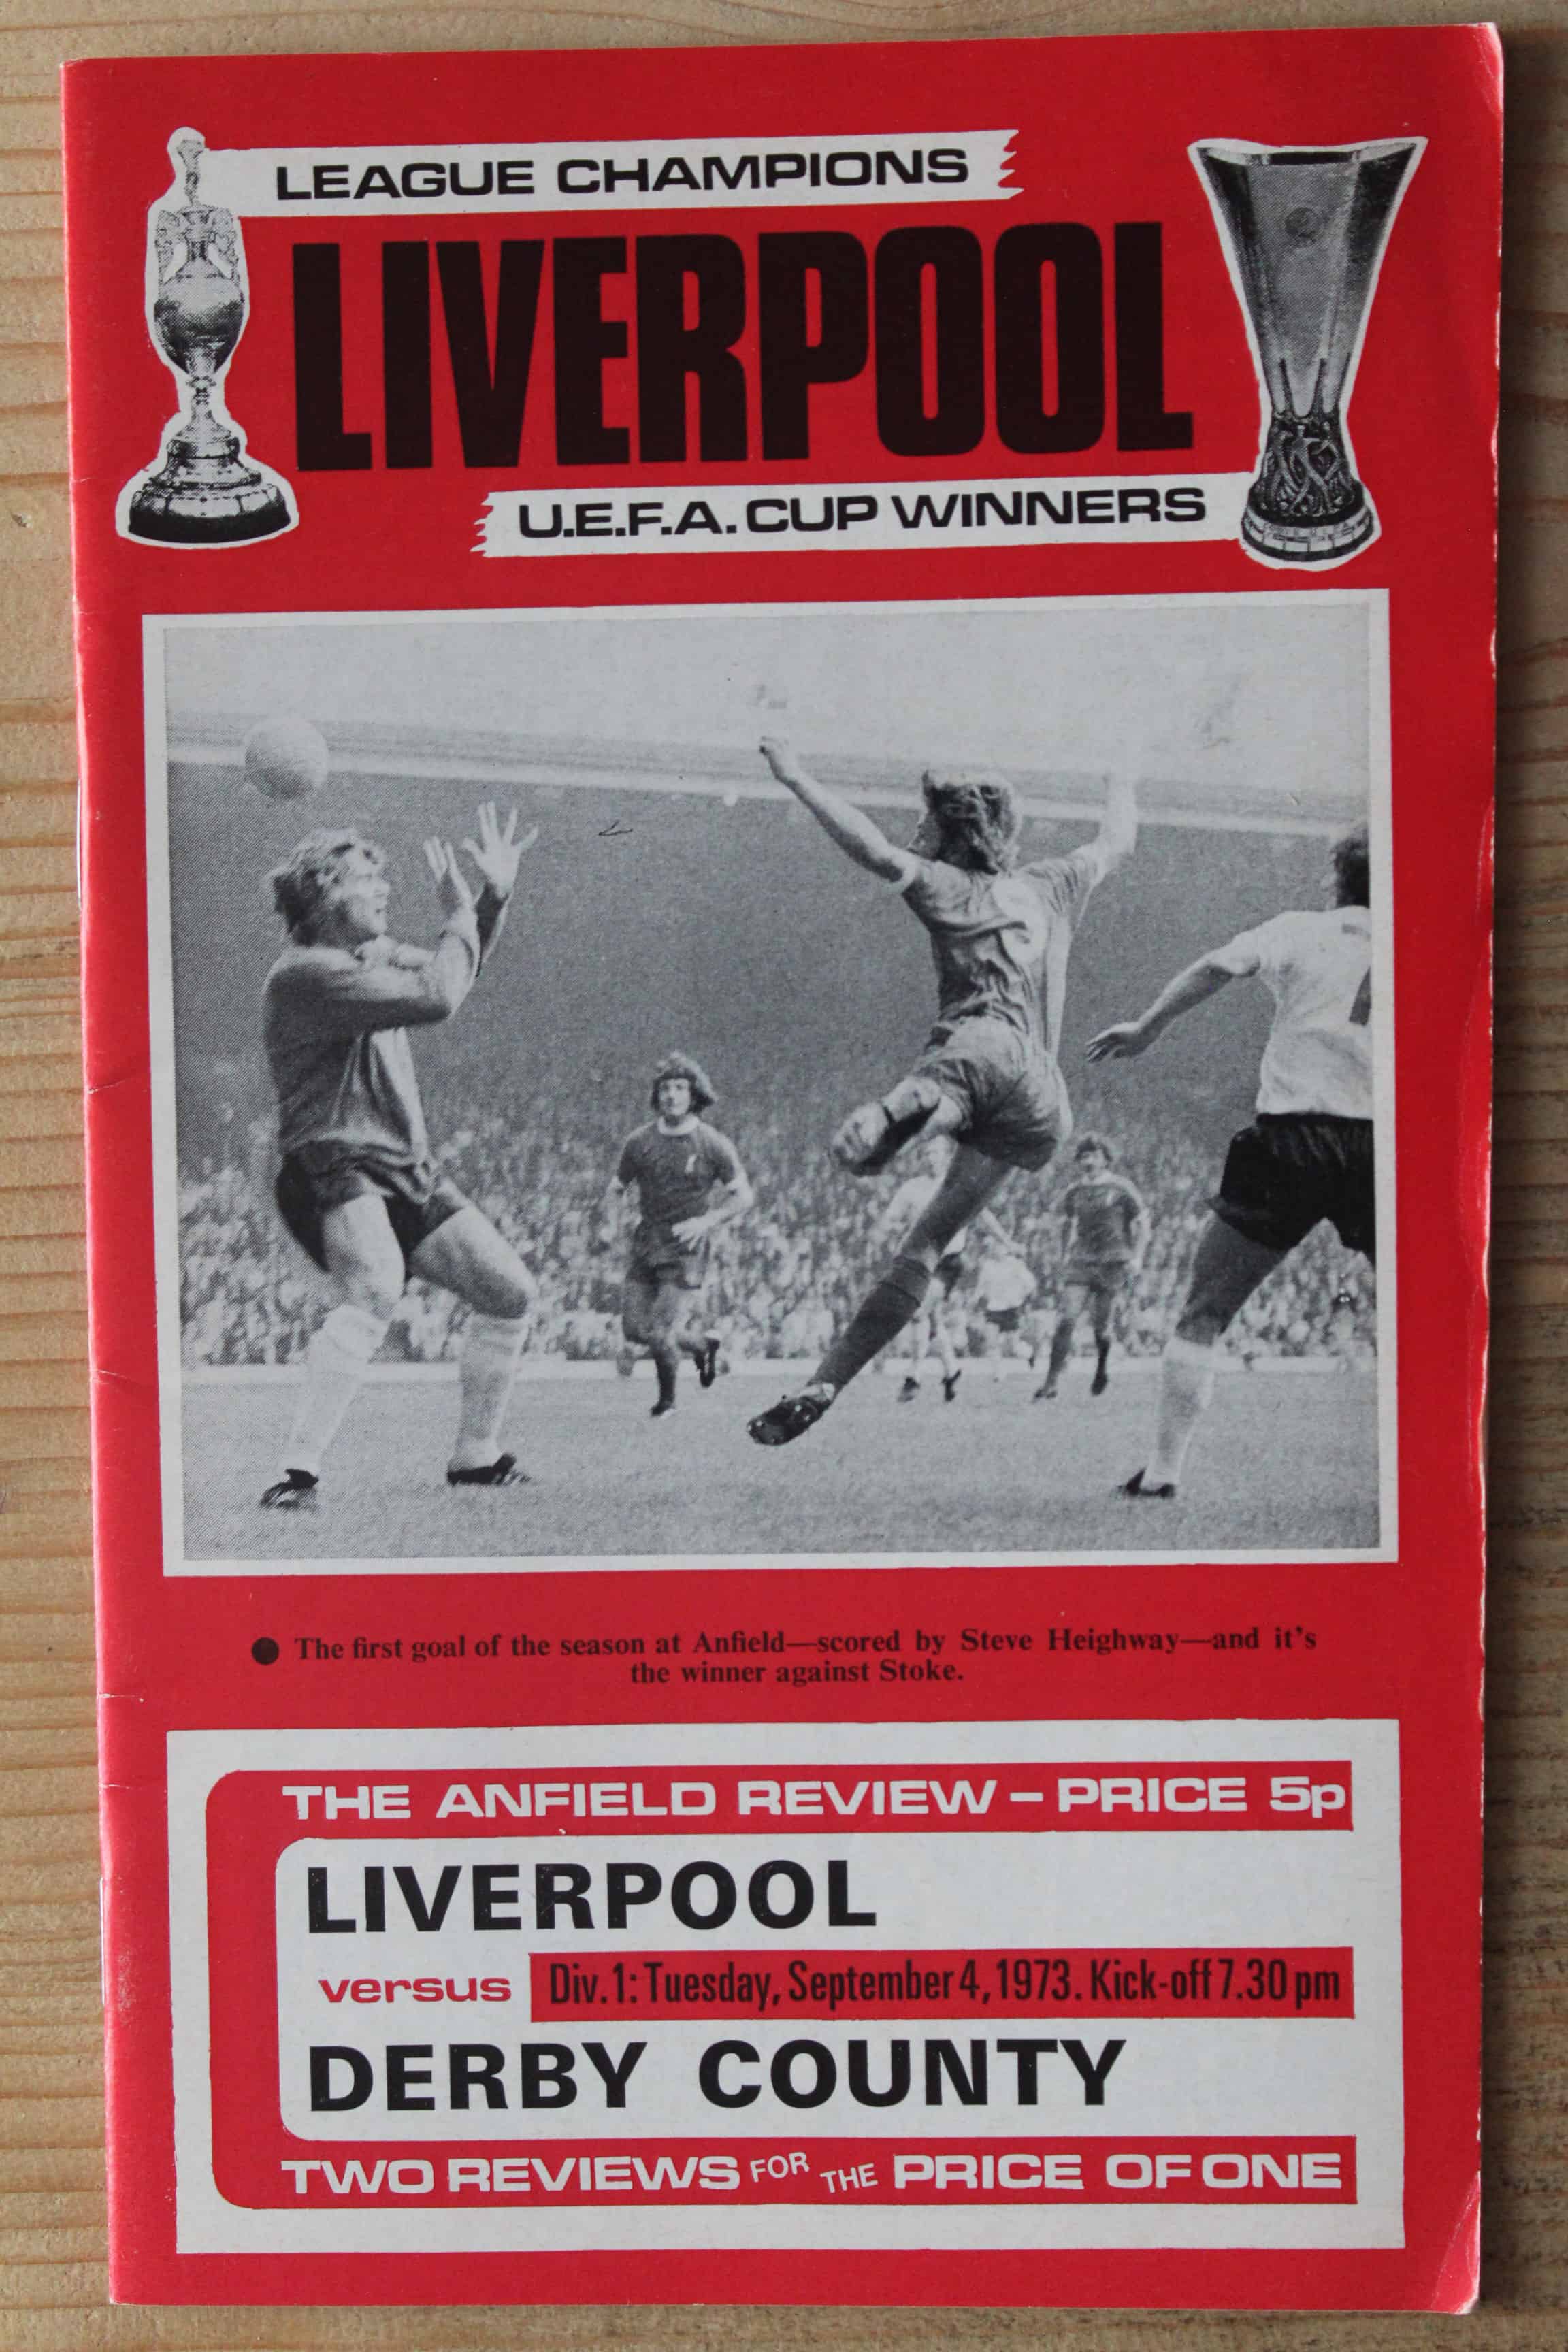 LEAGUE CHAMPIONS
LIVERPOOL
U.E.F.A. CUP WINNERS
● The first goal of the season at Anfield—scored by Steve Heighway—and it's
the winner against Stoke.
THE ANFIELD REVIEW – PRICE 5p
LIVERPOOL
versus Div. 1: Tuesday, September 4, 1973. Kick-off 7.30 pm
DERBY COUNTY
TWO REVIEWS FOR THE PRICE OF ONE